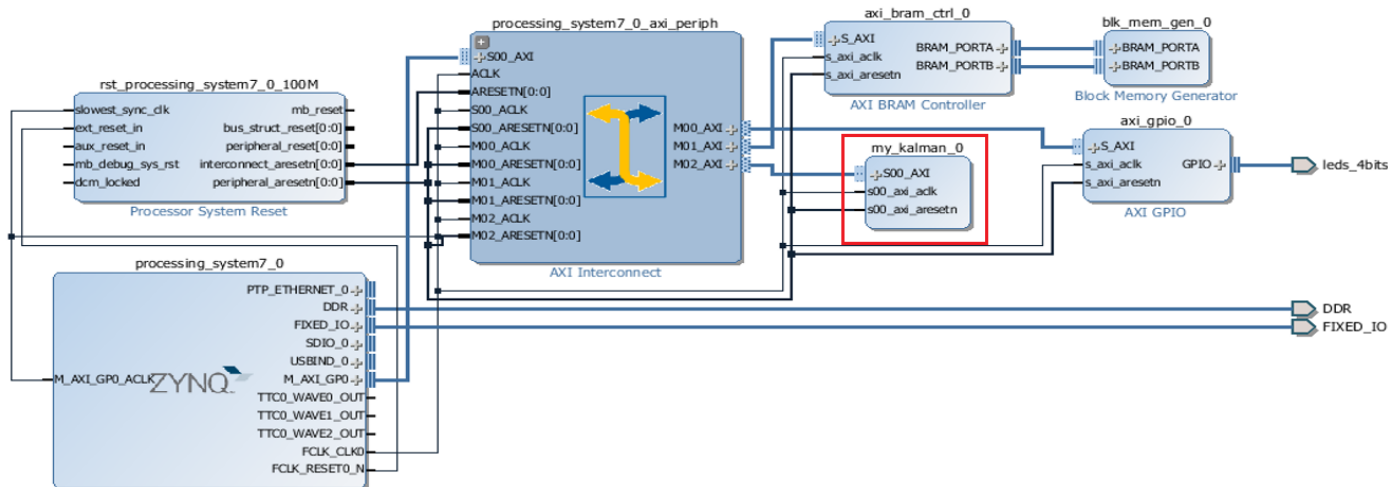 rst_processing_system7_0_100M
slowest_sync_clk
ext_reset_in
aux_reset_in
mb_debug_sys_rst
dcm_locked
mb_reset
bus_struct_reset[0:0]
peripheral_reset[0:0]
interconnect_aresetn[0:0]
peripheral_aresetn[0:0]
Processor System Reset
processing_system7_0
M_AXI_GP0_ACLK
ZYNQ
PTP_ETHERNET_0
DDR
FIXED_IO
SDIO_0
USBIND_0
M_AXI_GP0
TTC0_WAVE0_OUT
TTC0_WAVE1_OUT
TTC0_WAVE2_OUT
FCLK_CLK0
FCLK_RESET0_N
processing_system7_0_axi_periph
S00_AXI
ACLK
ARESETN[0:0]
S00_ACLK
S00_ARESETN[0:0]
M00_ACLK
M00_ARESETN[0:0]
M01_ACLK
M01_ARESETN[0:0]
M02_ACLK
M02_ARESETN[0:0]
M00_AXI
M01_AXI
M02_AXI
AXI Interconnect
axi_bram_ctrl_0
S_AXI
s_axi_aclk
s_axi_aresetn
BRAM_PORTA
BRAM_PORTB
AXI BRAM Controller
blk_mem_gen_0
BRAM_PORTA
BRAM_PORTB
Block Memory Generator
my_kalman_0
S00_AXI
s00_axi_aclk
s00_axi_aresetn
axi_gpio_0
S_AXI
s_axi_aclk
s_axi_aresetn
GPIO
AXI GPIO
leds_4bits
DDR
FIXED_IO